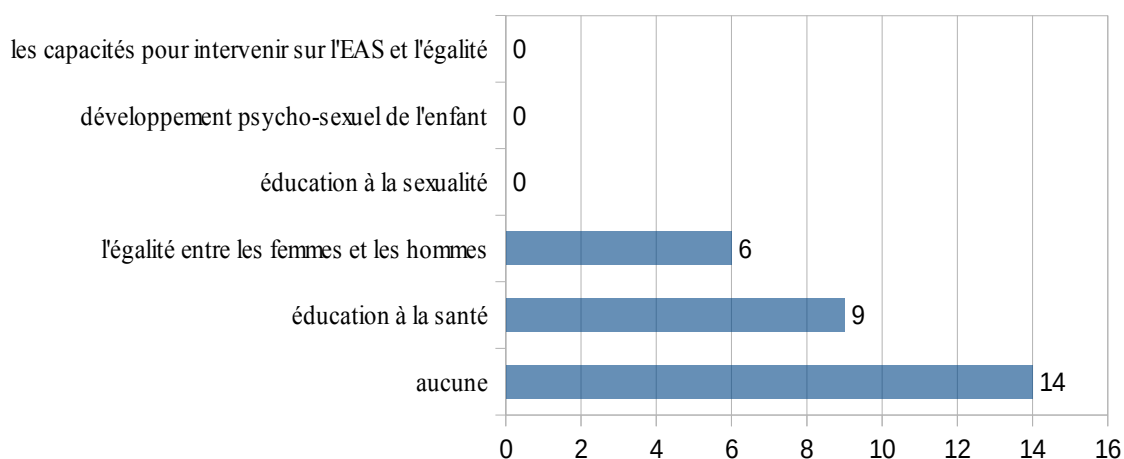 les capacités pour intervenir sur l'EAS et l'égalité 0
développement psycho-sexuel de l'enfant 0
éducation à la sexualité 0
l'égalité entre les femmes et les hommes 6
éducation à la santé 9
aucune 14
0 2 4 6 8 10 12 14 16